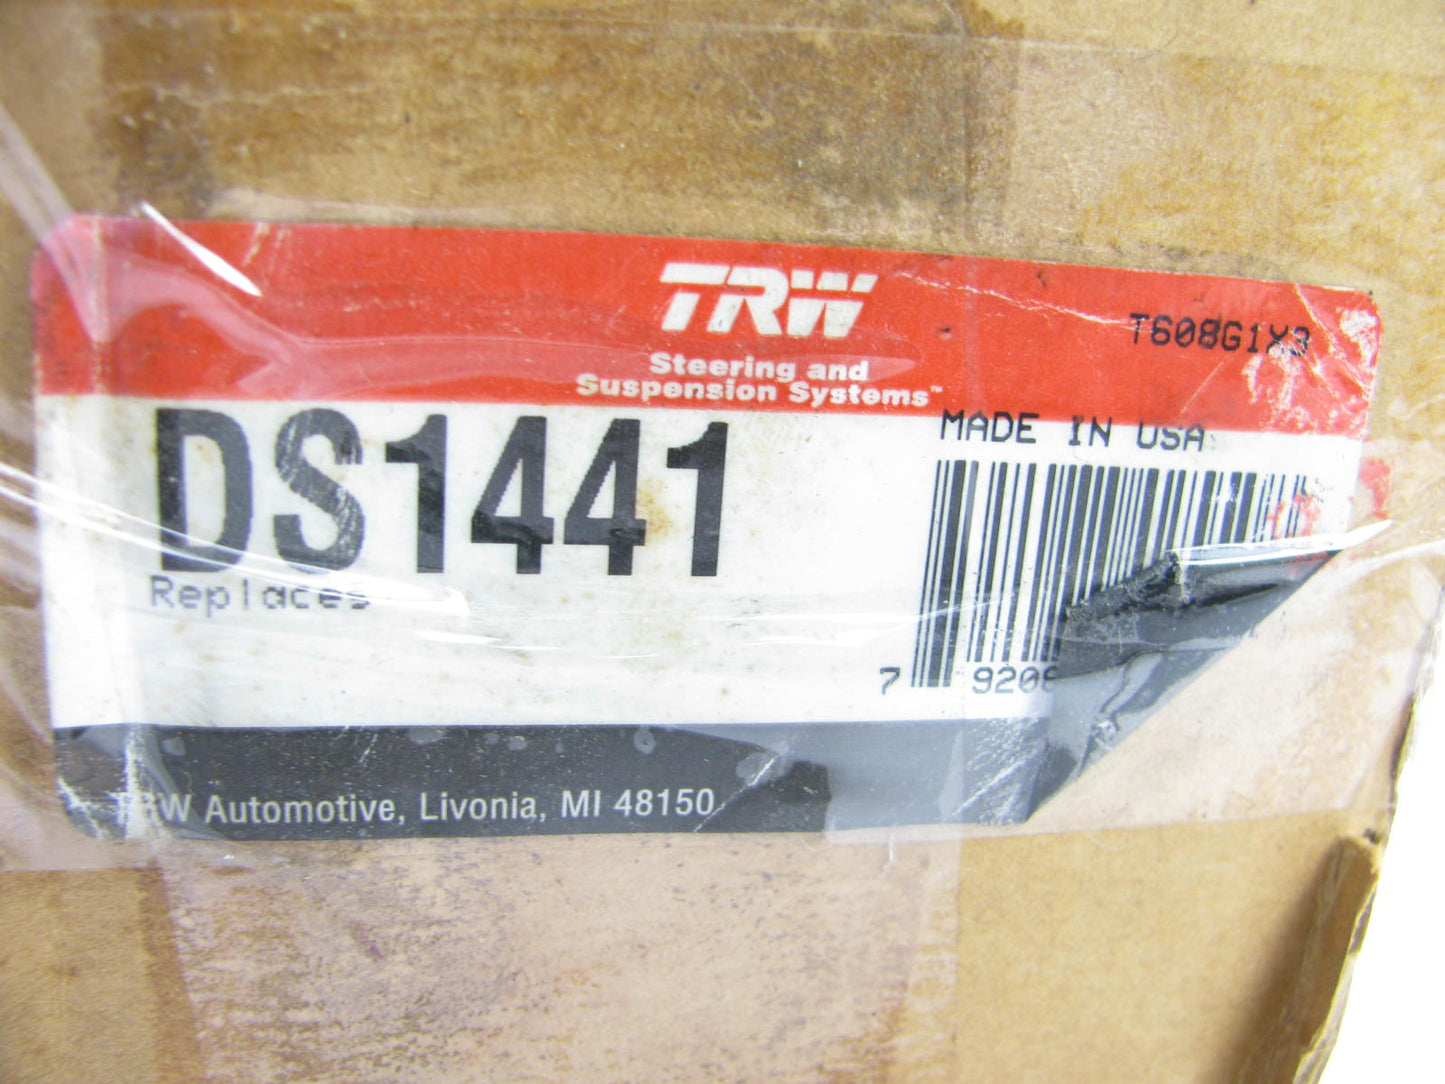 TRW
T608G1X3
Steering and
Suspension Systems™
DS1441
MADE IN USA
Replaces
7 9208
TRW Automotive, Livonia, MI 48150